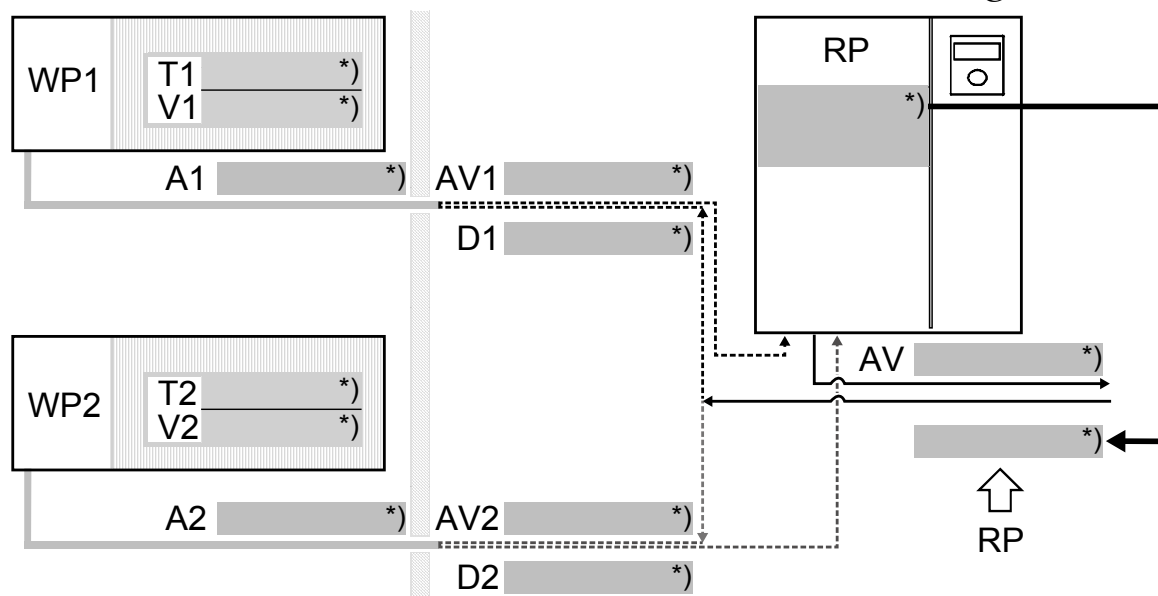 RP
WP1
T1 *)
V1 *)
*)
A1 *)
AV1 *)
D1 *)
AV *)
WP2
T2 *)
V2 *)
*)
A2 *)
AV2 *)
RP
D2 *)